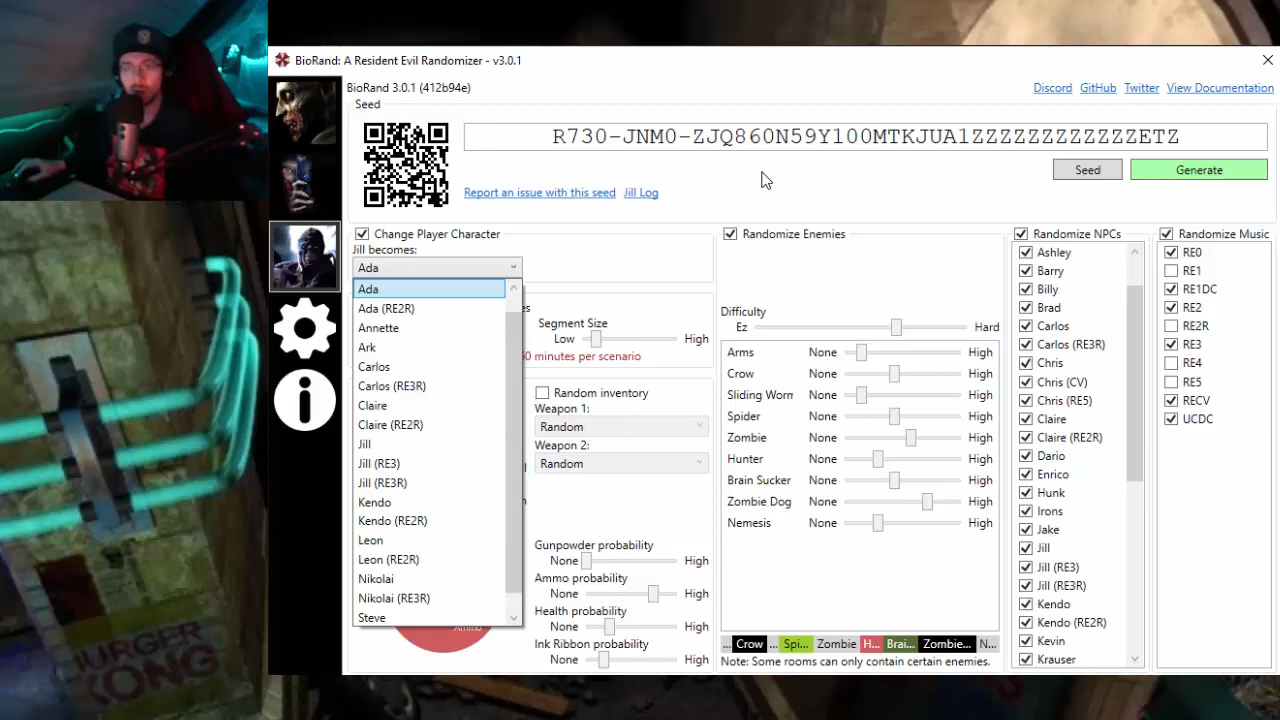 BioRand: A Resident Evil Randomizer - v3.0.1
BioRand 3.0.1 (412b94e)
Discord GitHub Twitter View Documentation
Seed
R730-JNM0-ZJQ860N59Y100MTKJUA1ZZZZZZZZZZZZETZ
Seed Generate
Report an issue with this seed Jill Log
Change Player Character
Jill becomes:
Ada
Ada
Ada (RE2R)
Annette
Ark
Carlos
Carlos (RE3R)
Claire
Claire (RE2R)
Jill
Jill (RE3)
Jill (RE3R)
Kendo
Kendo (RE2R)
Leon
Leon (RE2R)
Nikolai
Nikolai (RE3R)
Steve
Segment Size
Low High
0 minutes per scenario
Random inventory
Weapon 1:
Random
Weapon 2:
Random
Gunpowder probability
None High
Ammo probability
None High
Health probability
None High
Ink Ribbon probability
None High
Ammo
Randomize Enemies
Difficulty
Ez Hard
Arms None High
Crow None High
Sliding Worm None High
Spider None High
Zombie None High
Hunter None High
Brain Sucker None High
Zombie Dog None High
Nemesis None High
... Crow ... Spi... Zombie H... Brai... Zombie... N...
Note: Some rooms can only contain certain enemies.
Randomize NPCs
Ashley
Barry
Billy
Brad
Carlos
Carlos (RE3R)
Chris
Chris (CV)
Chris (RE5)
Claire
Claire (RE2R)
Dario
Enrico
Hunk
Irons
Jake
Jill
Jill (RE3)
Jill (RE3R)
Kendo
Kendo (RE2R)
Kevin
Krauser
Randomize Music
RE0
RE1
RE1DC
RE2
RE2R
RE3
RE4
RE5
RECV
UCDC
BURGER
KONG